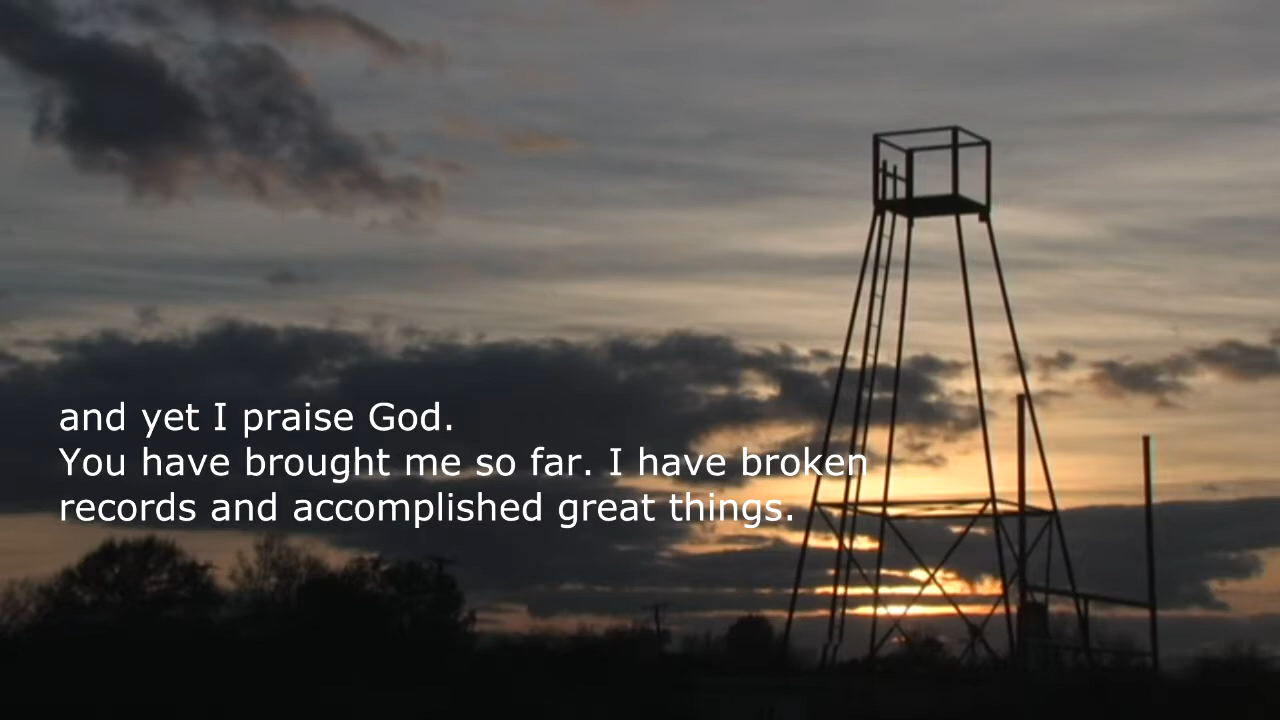 and yet I praise God.
You have brought me so far. I have broken
records and accomplished great things.